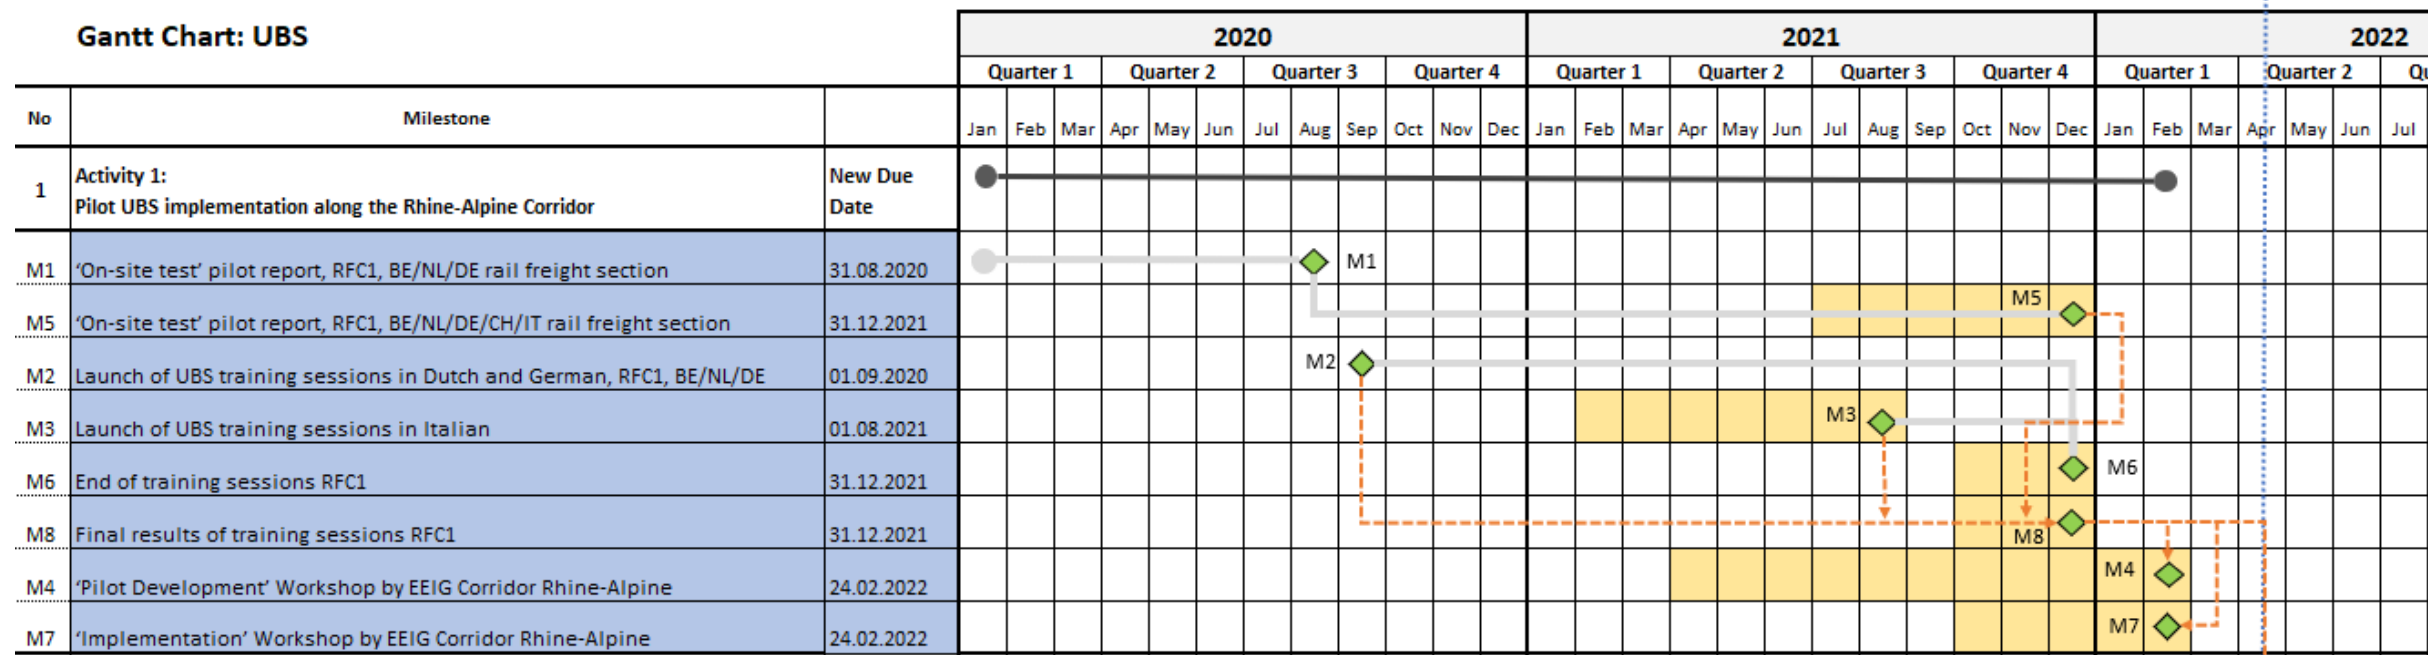 Gantt Chart: UBS
2020 2021 2022
Quarter 1 Quarter 2 Quarter 3 Quarter 4 Quarter 1 Quarter 2 Quarter 3 Quarter 4 Quarter 1 Quarter 2 Qu
No Milestone
Jan Feb Mar Apr May Jun Jul Aug Sep Oct Nov Dec Jan Feb Mar Apr May Jun Jul Aug Sep Oct Nov Dec Jan Feb Mar Apr May Jun Jul
1 Activity 1: New Due
Pilot UBS implementation along the Rhine-Alpine Corridor Date
M1 ‘On-site test’ pilot report, RFC1, BE/NL/DE rail freight section 31.08.2020 M1
M5 ‘On-site test’ pilot report, RFC1, BE/NL/DE/CH/IT rail freight section 31.12.2021 M5
M2 Launch of UBS training sessions in Dutch and German, RFC1, BE/NL/DE 01.09.2020 M2
M3 Launch of UBS training sessions in Italian 01.08.2021 M3
M6 End of training sessions RFC1 31.12.2021 M6
M8 Final results of training sessions RFC1 31.12.2021 M8
M4 ‘Pilot Development’ Workshop by EEIG Corridor Rhine-Alpine 24.02.2022 M4
M7 ‘Implementation’ Workshop by EEIG Corridor Rhine-Alpine 24.02.2022 M7